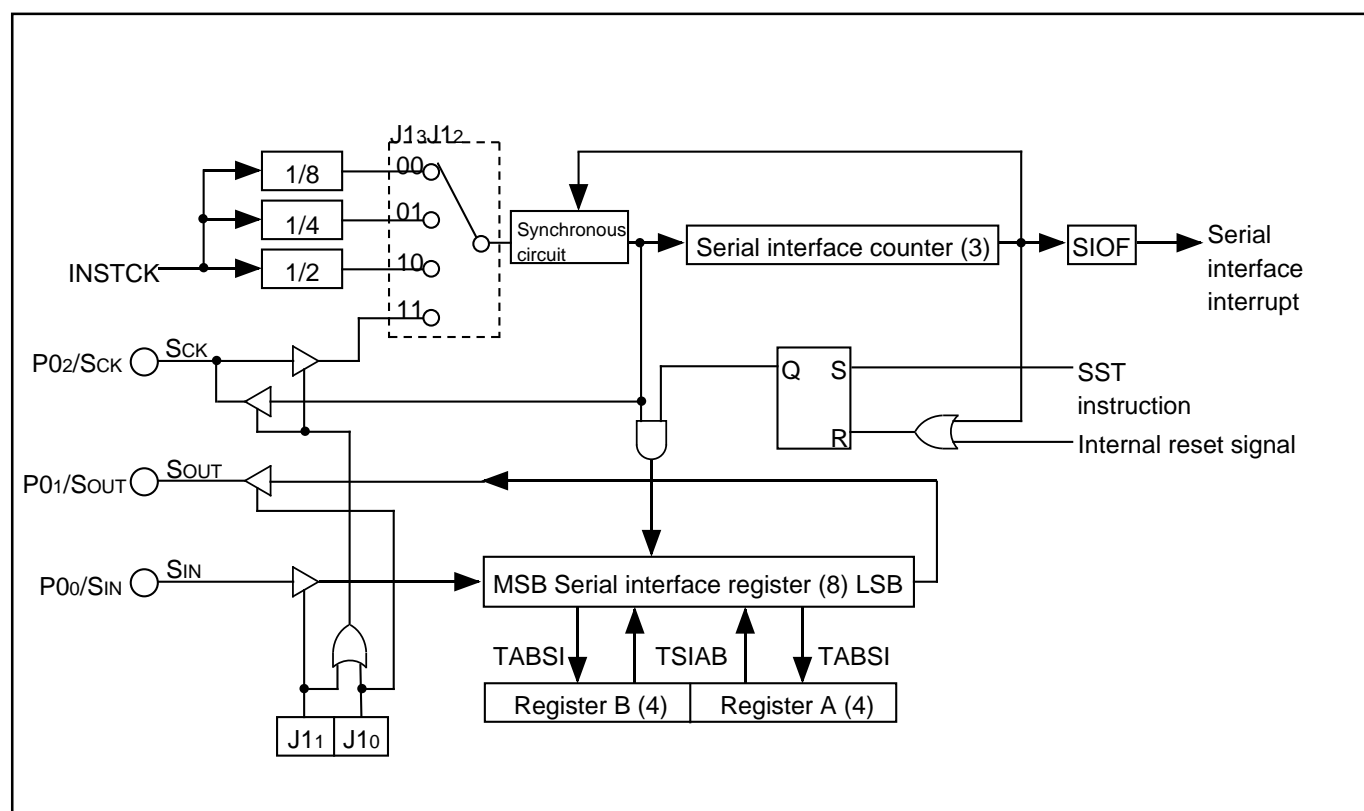 J13J12
00
1/8
01
1/4
Synchronous
circuit
Serial interface counter (3)
SIOF
Serial
interface
interrupt
INSTCK
1/2
10
11
P02/SCK
SCK
Q
S
SST
instruction
R
Internal reset signal
P01/SOUT
SOUT
P00/SIN
SIN
MSB Serial interface register (8) LSB
TABSI
TSIAB
TABSI
Register B (4)
Register A (4)
J11
J10